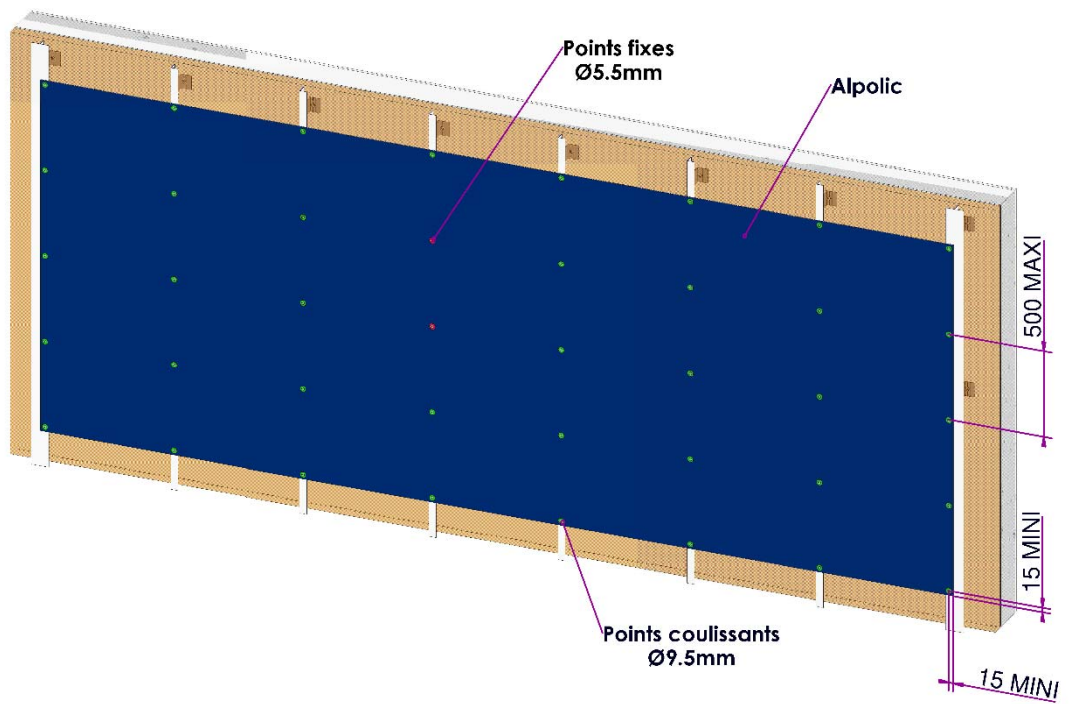 Points fixes
Ø5.5mm
Alpolic
500 MAXI
15 MINI
Points coulissants
Ø9.5mm
15 MINI